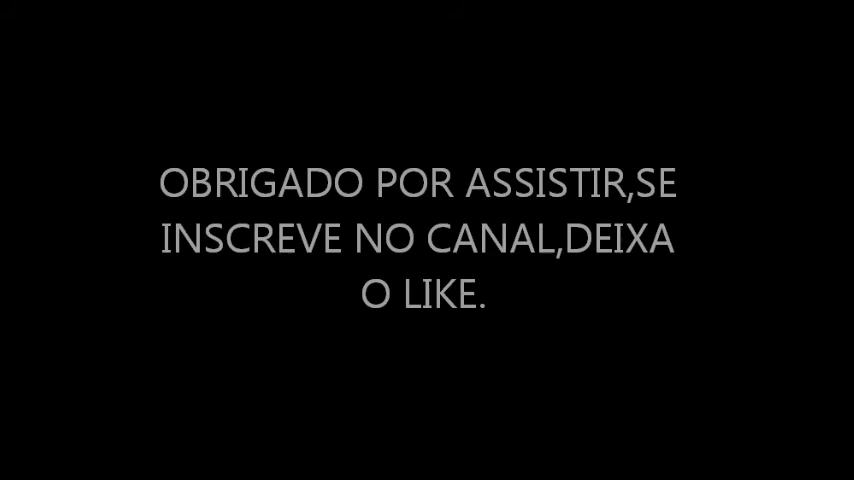 OBRIGADO POR ASSISTIR,SE
INSCREVE NO CANAL,DEIXA
O LIKE.